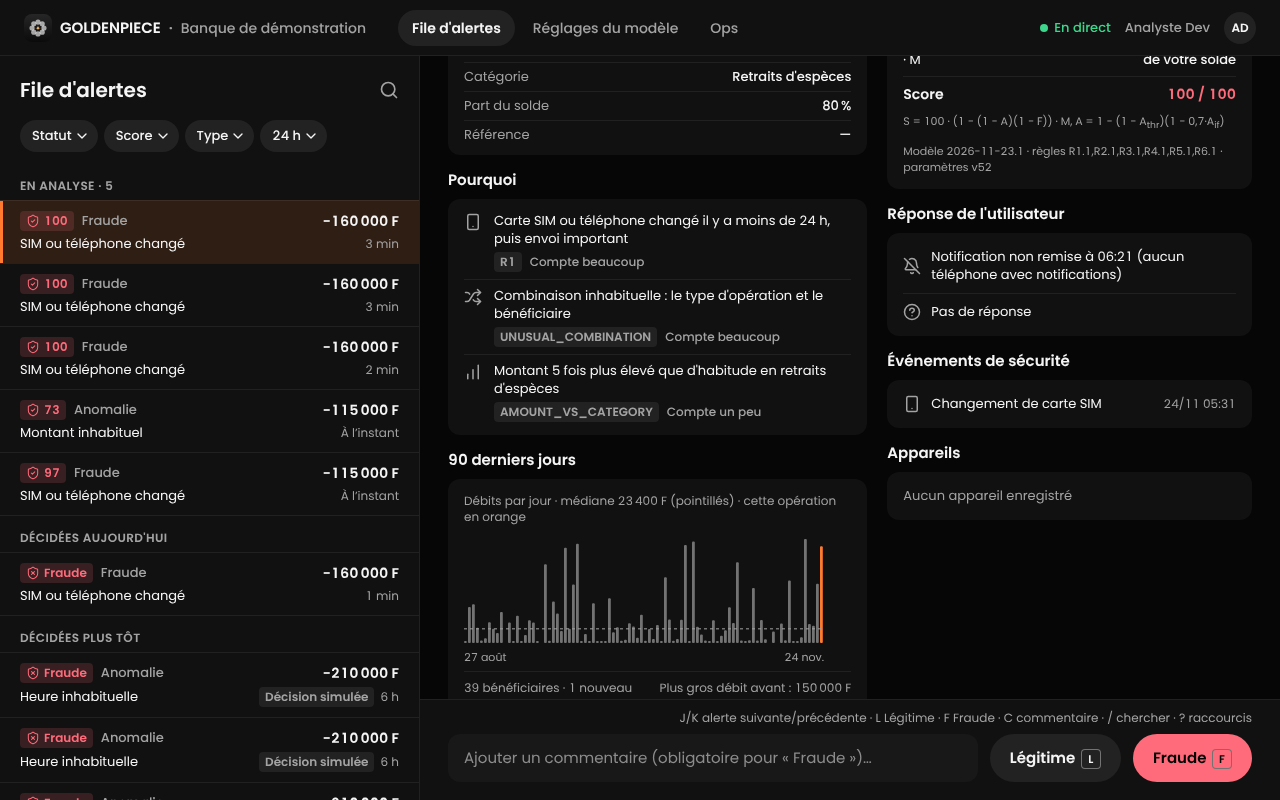 GOLDENPIECE · Banque de démonstration
File d'alertes
Réglages du modèle
Ops
En direct
Analyste Dev
AD
File d'alertes
Statut
Score
Type
24 h
EN ANALYSE · 5
100 Fraude −160 000 F
SIM ou téléphone changé 3 min
100 Fraude −160 000 F
SIM ou téléphone changé 3 min
100 Fraude −160 000 F
SIM ou téléphone changé 2 min
73 Anomalie −115 000 F
Montant inhabituel À l'instant
97 Fraude −115 000 F
SIM ou téléphone changé À l'instant
DÉCIDÉES AUJOURD'HUI
Fraude Fraude −160 000 F
SIM ou téléphone changé 1 min
DÉCIDÉES PLUS TÔT
Fraude Anomalie −210 000 F
Heure inhabituelle Décision simulée 6 h
Fraude Anomalie −210 000 F
Heure inhabituelle Décision simulée 6 h
Catégorie Retraits d'espèces
Part du solde 80 %
Référence —
Pourquoi
Carte SIM ou téléphone changé il y a moins de 24 h,
puis envoi important
R1 Compte beaucoup
Combinaison inhabituelle : le type d'opération et le
bénéficiaire
UNUSUAL_COMBINATION Compte beaucoup
Montant 5 fois plus élevé que d'habitude en retraits
d'espèces
AMOUNT_VS_CATEGORY Compte un peu
90 derniers jours
Débits par jour · médiane 23 400 F (pointillés) · cette opération
en orange
27 août 24 nov.
39 bénéficiaires · 1 nouveau Plus gros débit avant : 150 000 F
· M de votre solde
Score 100 / 100
S = 100 · (1 − (1 − A)(1 − F)) · M, A = 1 − (1 − Athr)(1 − 0,7·Aif)
Modèle 2026-11-23.1 · règles R1.1,R2.1,R3.1,R4.1,R5.1,R6.1 ·
paramètres v52
Réponse de l'utilisateur
Notification non remise à 06:21 (aucun
téléphone avec notifications)
Pas de réponse
Événements de sécurité
Changement de carte SIM 24/11 05:31
Appareils
Aucun appareil enregistré
J/K alerte suivante/précédente · L Légitime · F Fraude · C commentaire · / chercher · ? raccourcis
Ajouter un commentaire (obligatoire pour « Fraude »)…
Légitime L
Fraude F